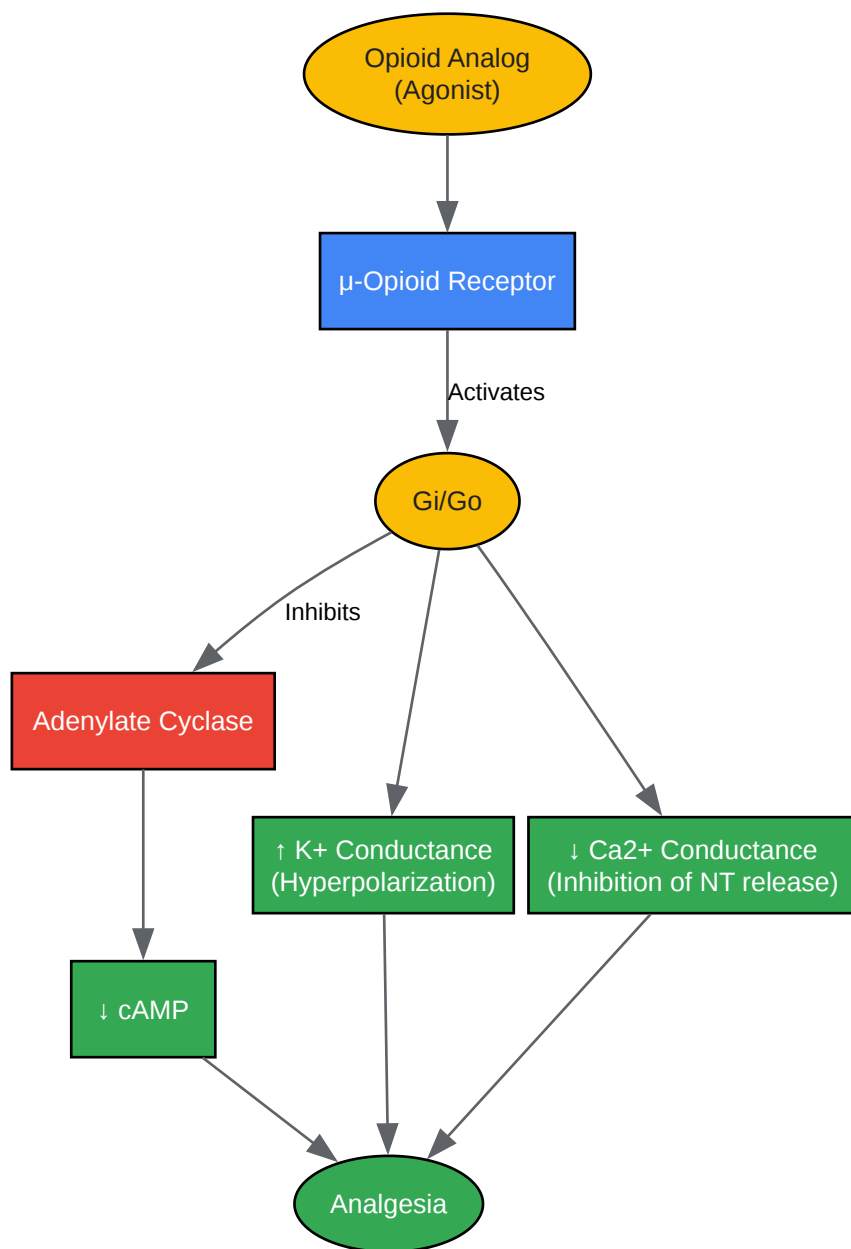 Opioid Analog
(Agonist)
μ-Opioid Receptor
Activates
Gi/Go
Inhibits
Adenylate Cyclase
↑ K+ Conductance
(Hyperpolarization)
↓ Ca2+ Conductance
(Inhibition of NT release)
↓ cAMP
Analgesia